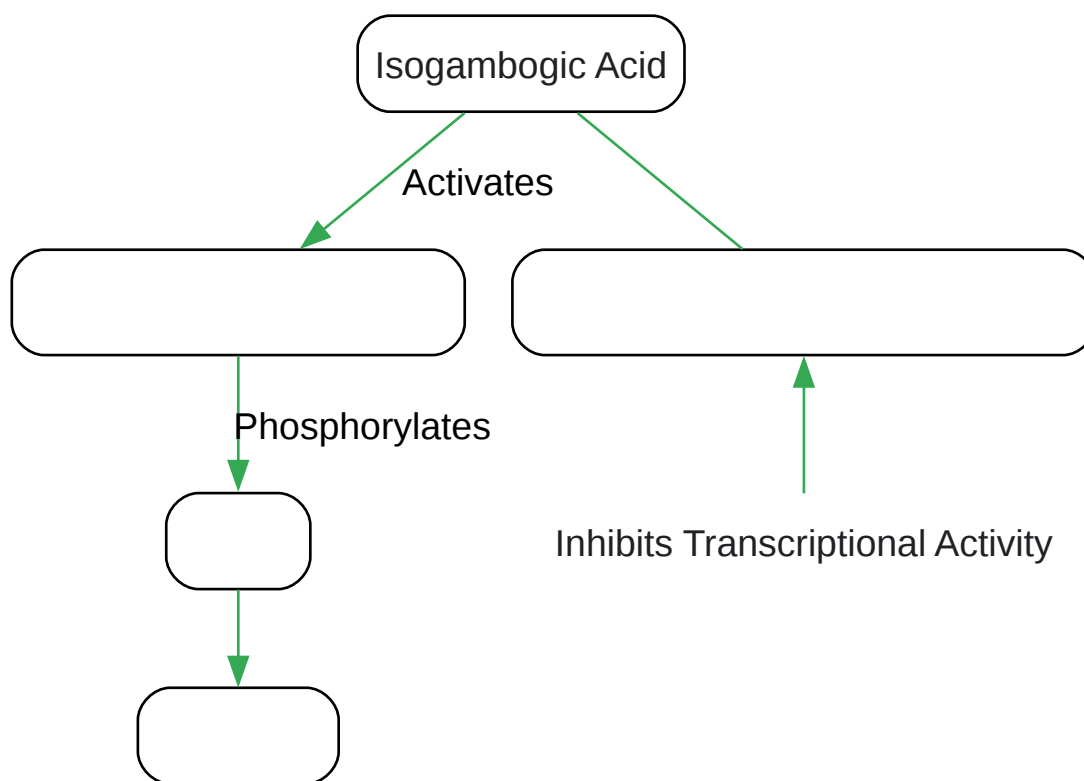 Isogambogic Acid
Activates
Phosphorylates
Inhibits Transcriptional Activity